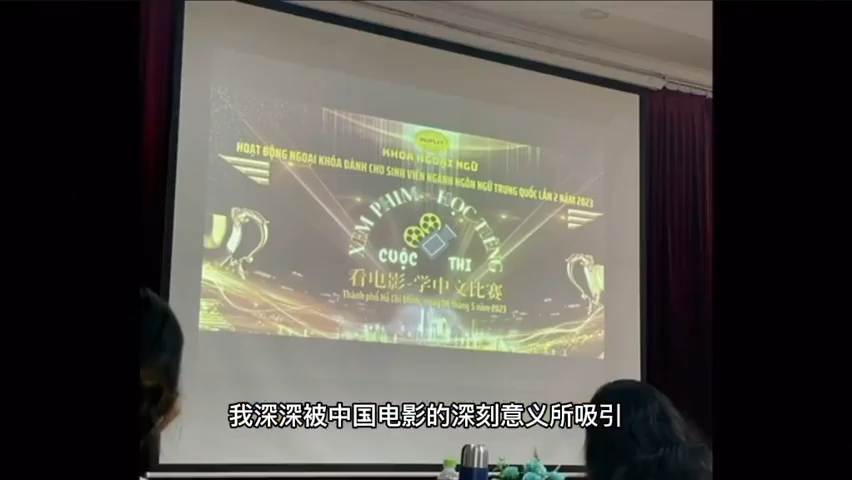 KHOA NGOẠI NGỮ
HOẠT ĐỘNG NGOẠI KHÓA DÀNH CHO SINH VIÊN NGÀNH NGÔN NGỮ TRUNG QUỐC LẦN 2 NĂM 2023
XEM PHIM - HỌC TIẾNG
CUỘC THI
看电影-学中文比赛
Thành phố Hồ Chí Minh, ngày 06 tháng 5 năm 2023
我深深被中国电影的深刻意义所吸引